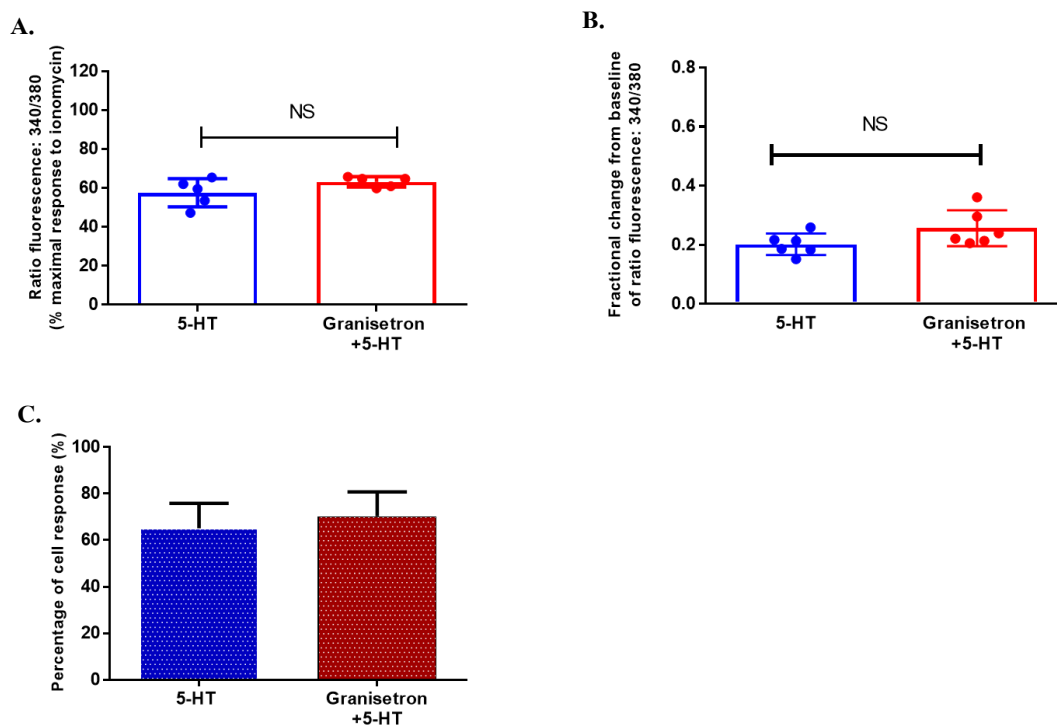 A.
Ratio fluorescence: 340/380
(% maximal response to ionomycin)
120
100
80
60
40
20
0
NS
5-HT
Granisetron
+5-HT
B.
Fractional change from baseline
of ratio fluorescence: 340/380
0.8
0.6
0.4
0.2
0.0
NS
5-HT
Granisetron
+5-HT
C.
Percentage of cell response (%)
100
80
60
40
20
0
5-HT
Granisetron
+5-HT